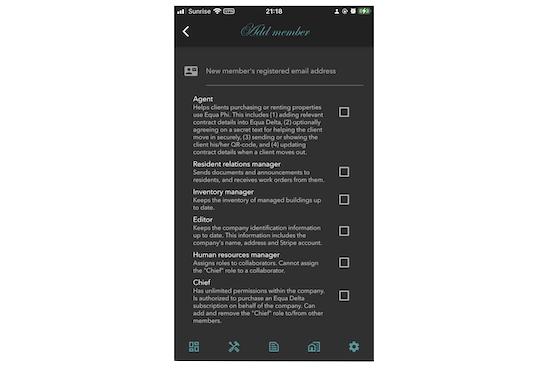 Sunrise VPN 21:18
Add member
New member's registered email address
Agent
Helps clients purchasing or renting properties
use Equa Phi. This includes (1) adding relevant
contract details into Equa Delta, (2) optionally
agreeing on a secret text for helping the client
move in securely, (3) sending or showing the
client his/her QR-code, and (4) updating
contract details when a client moves out.
Resident relations manager
Sends documents and announcements to
residents, and receives work orders from them.
Inventory manager
Keeps the inventory of managed buildings up
to date.
Editor
Keeps the company identification information
up to date. This information includes the
company's name, address and Stripe account.
Human resources manager
Assigns roles to collaborators. Cannot assign
the "Chief" role to a collaborator.
Chief
Has unlimited permissions within the company.
Is authorized to purchase an Equa Delta
subscription on behalf of the company. Can
add and remove the "Chief" role to/from other
members.